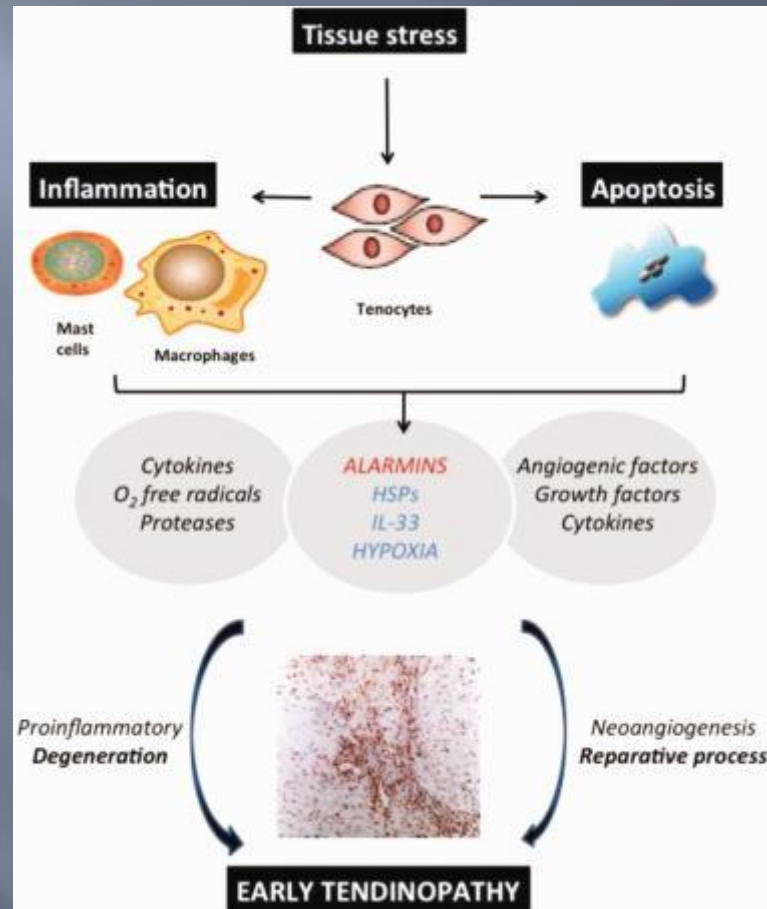 Tissue stress
Inflammation
Apoptosis
Mast
cells
Macrophages
Tenocytes
Cytokines
O₂ free radicals
Proteases
ALARMINS
HSPs
IL-33
HYPOXIA
Angiogenic factors
Growth factors
Cytokines
Proinflammatory
Degeneration
Neoangiogenesis
Reparative process
EARLY TENDINOPATHY